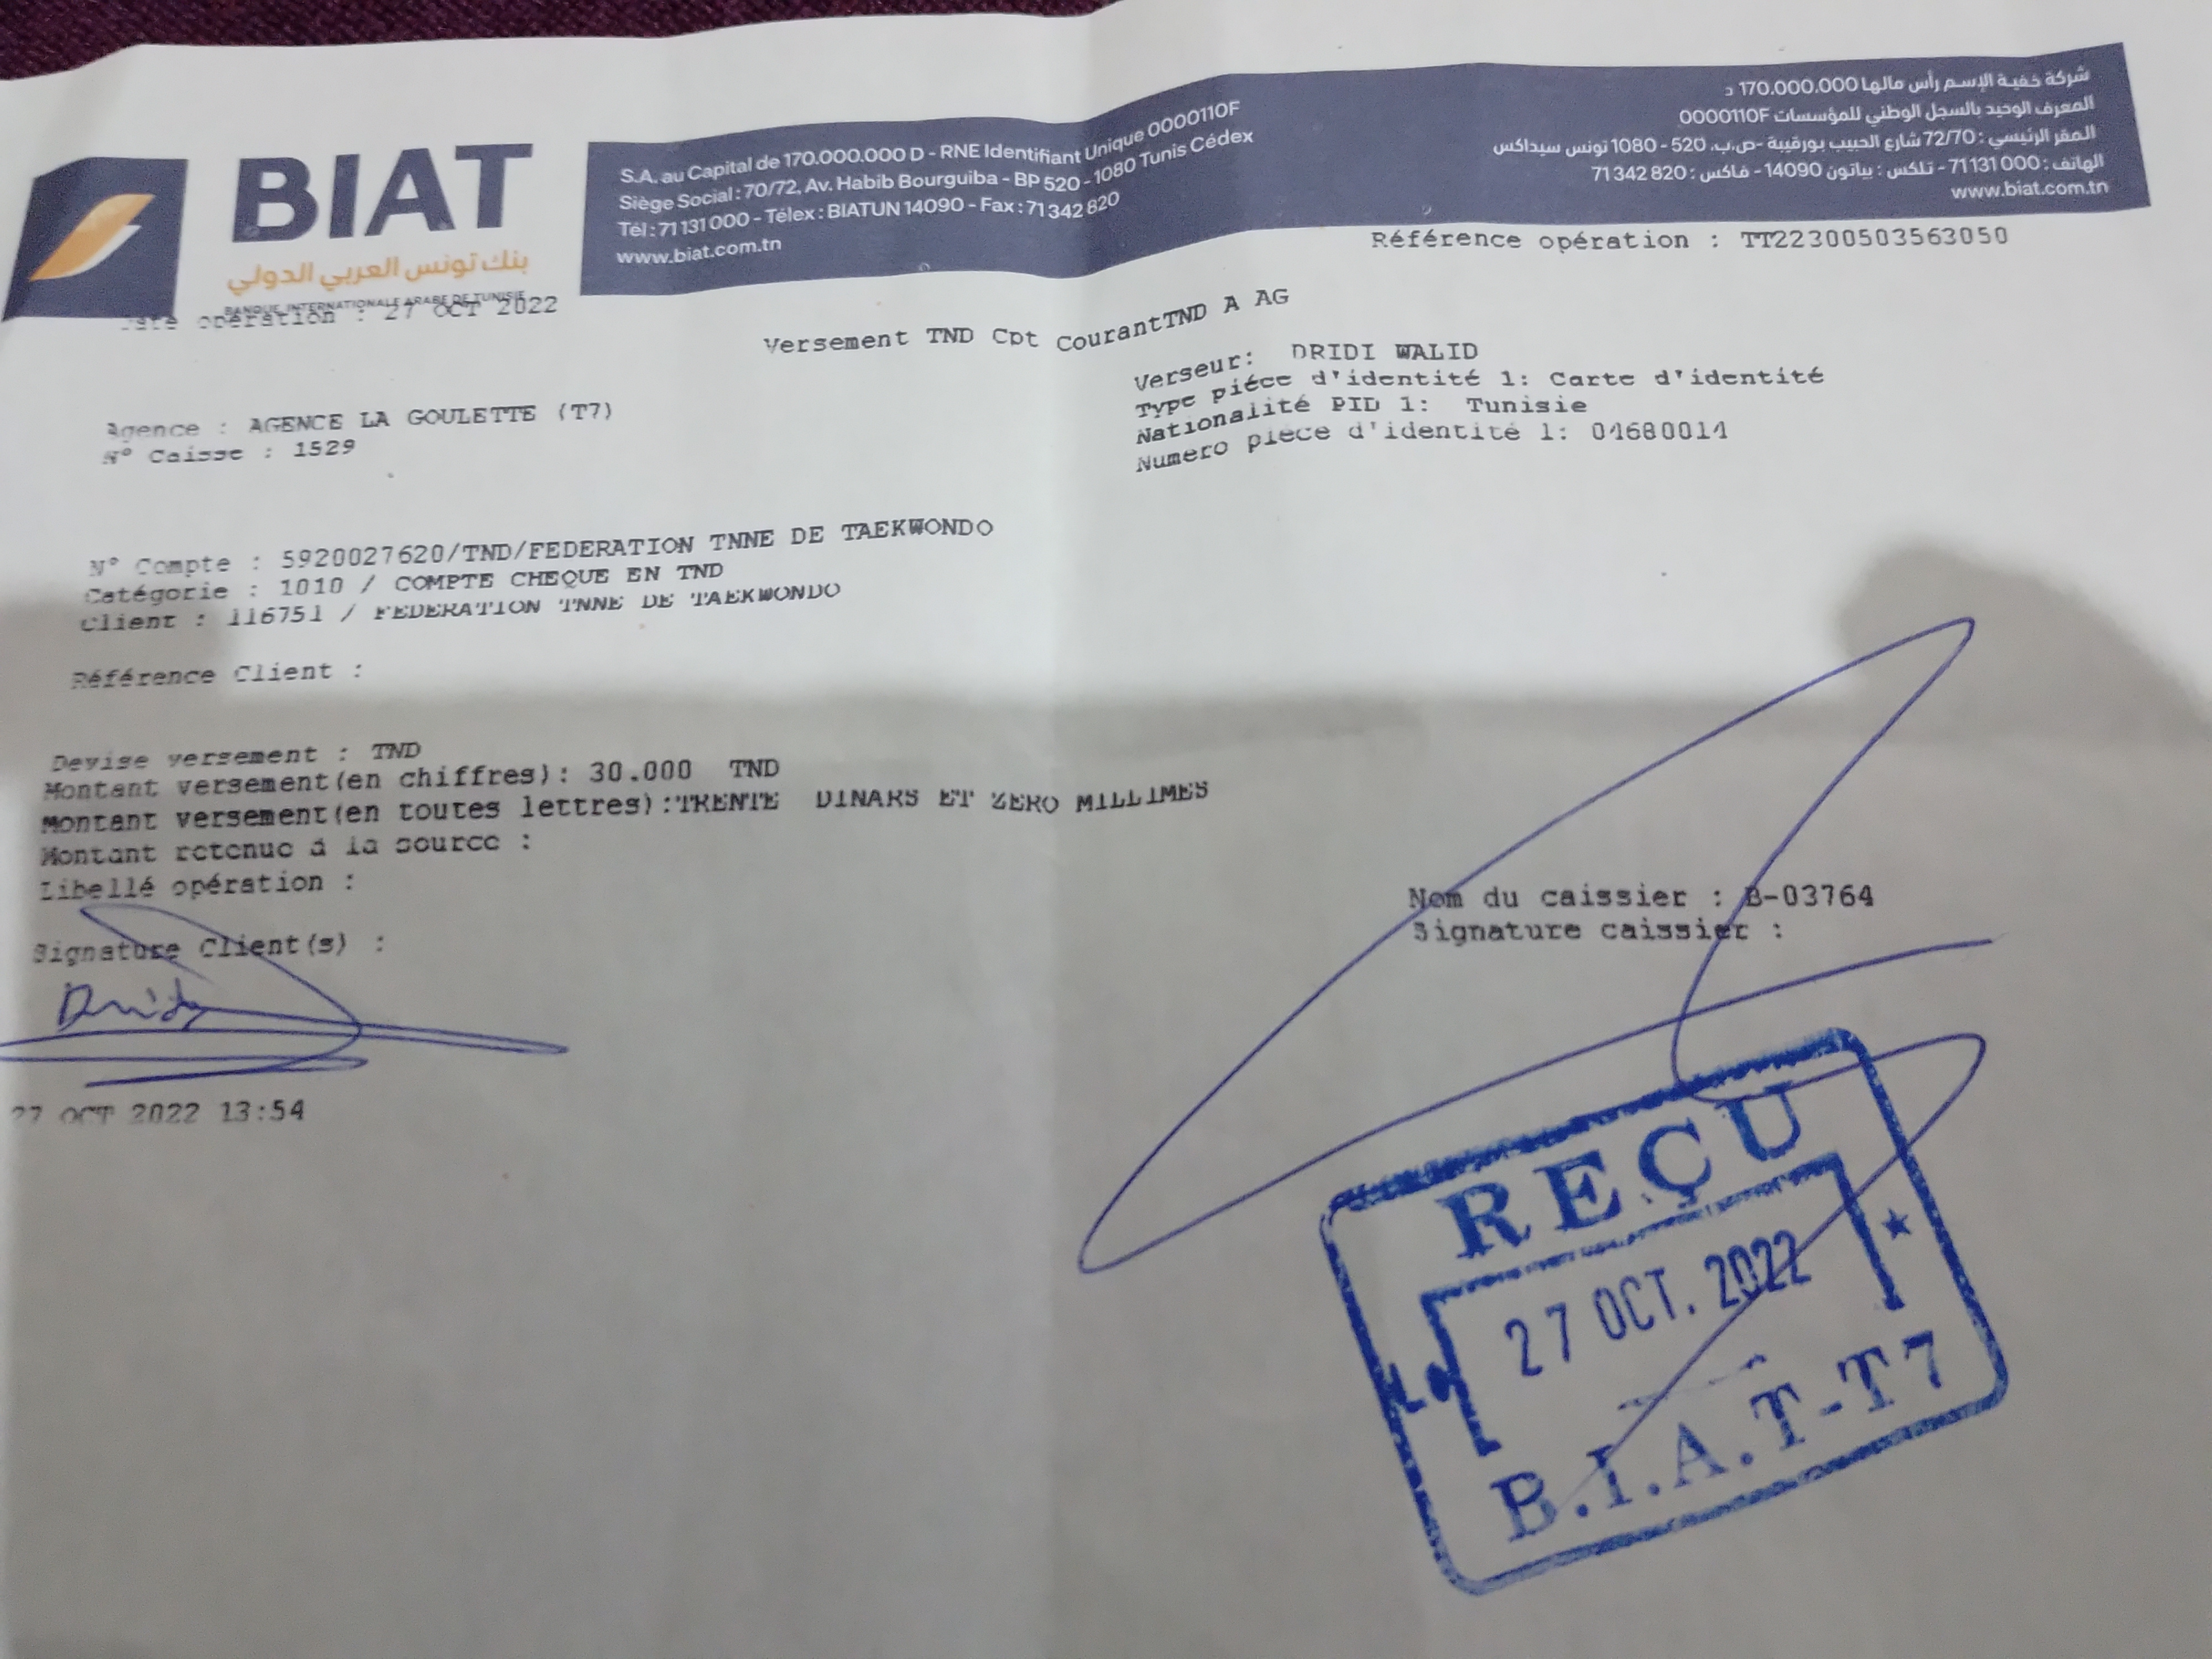 BIAT
بنك تونس العربي الدولي
BANQUE INTERNATIONALE ARABE DE TUNISIE
S.A. au Capital de 170.000.000 D - RNE Identifiant Unique 0000110F
Siège Social : 70/72, Av. Habib Bourguiba - BP 520 - 1080 Tunis Cédex
Tél : 71 131 000 - Télex : BIATUN 14090 - Fax : 71 342 820
www.biat.com.tn
شركة خفية الإسم رأس مالها 170.000.000 د
المعرف الوحيد بالسجل الوطني للمؤسسات 0000110F
المقر الرئيسي : 72/70 شارع الحبيب بورقيبة -ص.ب. 520 - 1080 تونس سيداكس
الهاتف : 71131 000 - تلكس : بياتون 14090 - فاكس : 71 342 820
www.biat.com.tn
Référence opération : TT22300503563050
Date opération : 27 OCT 2022
Versement TND Cpt CourantTND A AG
Verseur: DRIDI WALID
Type piéce d'identité 1: Carte d'identité
Nationalité PID 1: Tunisie
Numero piece d'identité 1: 04680014
Agence : AGENCE LA GOULETTE (T7)
N° Caisse : 1529
N° Compte : 5920027620/TND/FEDERATION TNNE DE TAEKWONDO
Catégorie : 1010 / COMPTE CHEQUE EN TND
Client : 116751 / FEDERATION TNNE DE TAEKWONDO
Référence Client :
Devise versement : TND
Montant versement(en chiffres): 30.000 TND
Montant versement(en toutes lettres):TRENTE DINARS ET ZERO MILLIMES
Montant retenue à la source :
Libellé opération :
Nom du caissier : B-03764
Signature caissier :
Signature Client(s) :
Dridi
27 OCT 2022 13:54
REÇU
27 OCT. 2022
B.I.A.T-T7